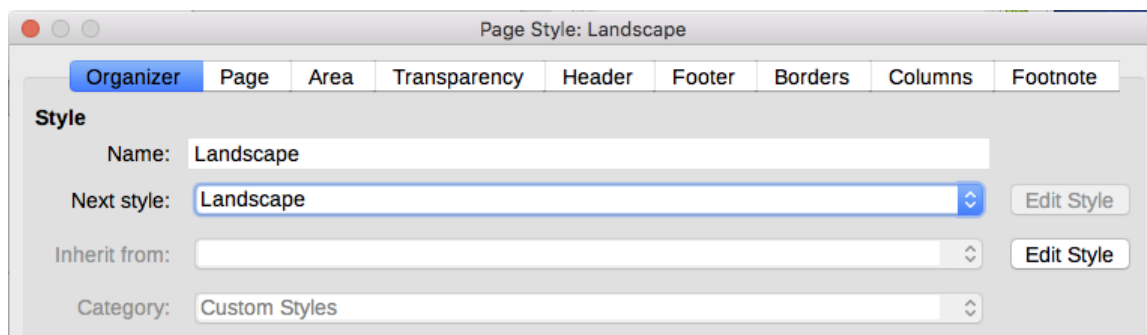 Page Style: Landscape
Organizer Page Area Transparency Header Footer Borders Columns Footnote
Style
Name: Landscape
Next style: Landscape Edit Style
Inherit from: Edit Style
Category: Custom Styles